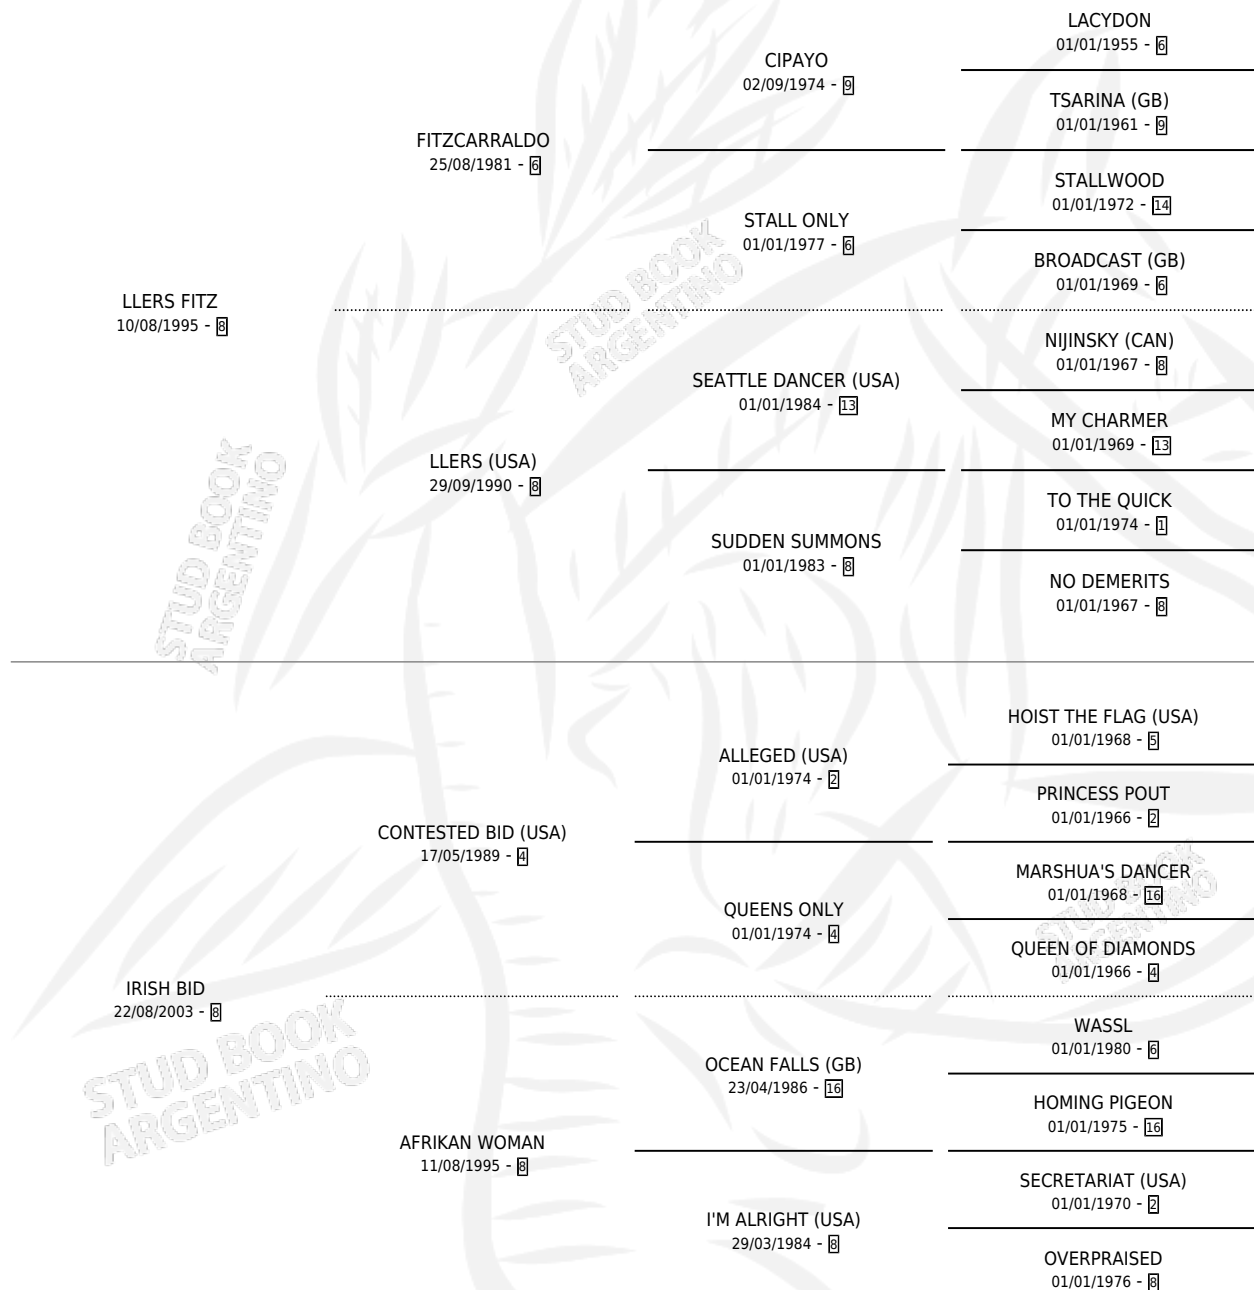 LACYDON
01/01/1955 - 6
CIPAYO
02/09/1974 - 9
TSARINA (GB)
01/01/1961 - 9
FITZCARRALDO
25/08/1981 - 6
STALLWOOD
01/01/1972 - 14
STALL ONLY
01/01/1977 - 6
BROADCAST (GB)
01/01/1969 - 6
LLERS FITZ
10/08/1995 - 8
NIJINSKY (CAN)
01/01/1967 - 8
SEATTLE DANCER (USA)
01/01/1984 - 13
MY CHARMER
01/01/1969 - 13
LLERS (USA)
29/09/1990 - 8
TO THE QUICK
01/01/1974 - 1
SUDDEN SUMMONS
01/01/1983 - 8
NO DEMERITS
01/01/1967 - 8
HOIST THE FLAG (USA)
01/01/1968 - 5
ALLEGED (USA)
01/01/1974 - 2
PRINCESS POUT
01/01/1966 - 2
CONTESTED BID (USA)
17/05/1989 - 4
MARSHUA'S DANCER
01/01/1968 - 16
QUEENS ONLY
01/01/1974 - 4
QUEEN OF DIAMONDS
01/01/1966 - 4
IRISH BID
22/08/2003 - 8
WASSL
01/01/1980 - 6
OCEAN FALLS (GB)
23/04/1986 - 16
HOMING PIGEON
01/01/1975 - 16
AFRIKAN WOMAN
11/08/1995 - 8
SECRETARIAT (USA)
01/01/1970 - 2
I'M ALRIGHT (USA)
29/03/1984 - 8
OVERPRAISED
01/01/1976 - 8
STUD BOOK
ARGENTINO
STUD BOOK
ARGENTINO
STUD BOOK
ARGENTINO
STUD BOOK
ARGENTINO